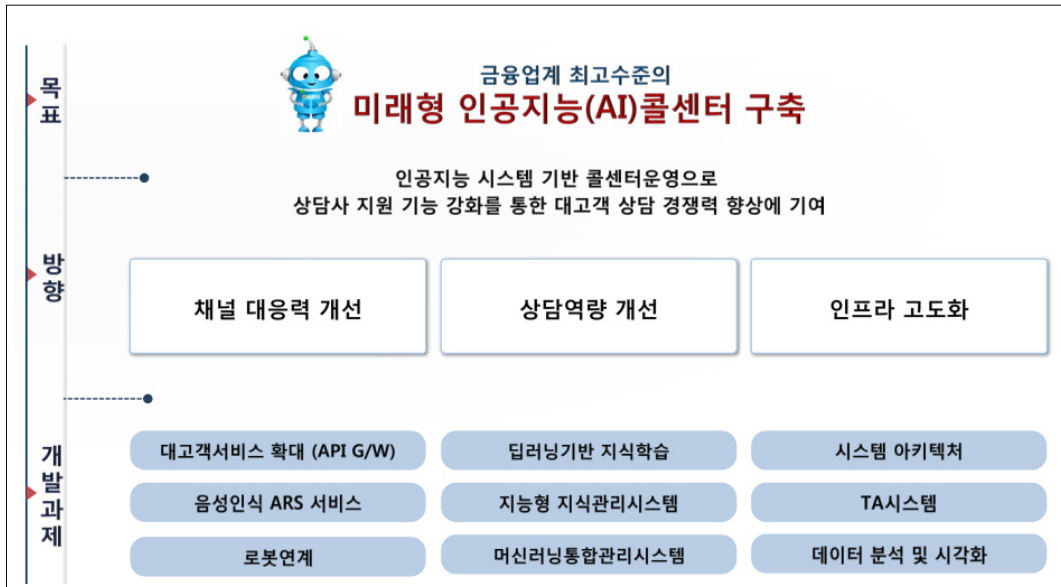 목표
금융업계 최고수준의
미래형 인공지능(AI)콜센터 구축
인공지능 시스템 기반 콜센터운영으로
상담사 지원 기능 강화를 통한 대고객 상담 경쟁력 향상에 기여
방향
채널 대응력 개선
상담역량 개선
인프라 고도화
개발과제
대고객서비스 확대 (API G/W)
딥러닝기반 지식학습
시스템 아키텍처
음성인식 ARS 서비스
지능형 지식관리시스템
TA시스템
로봇연계
머신러닝통합관리시스템
데이터 분석 및 시각화